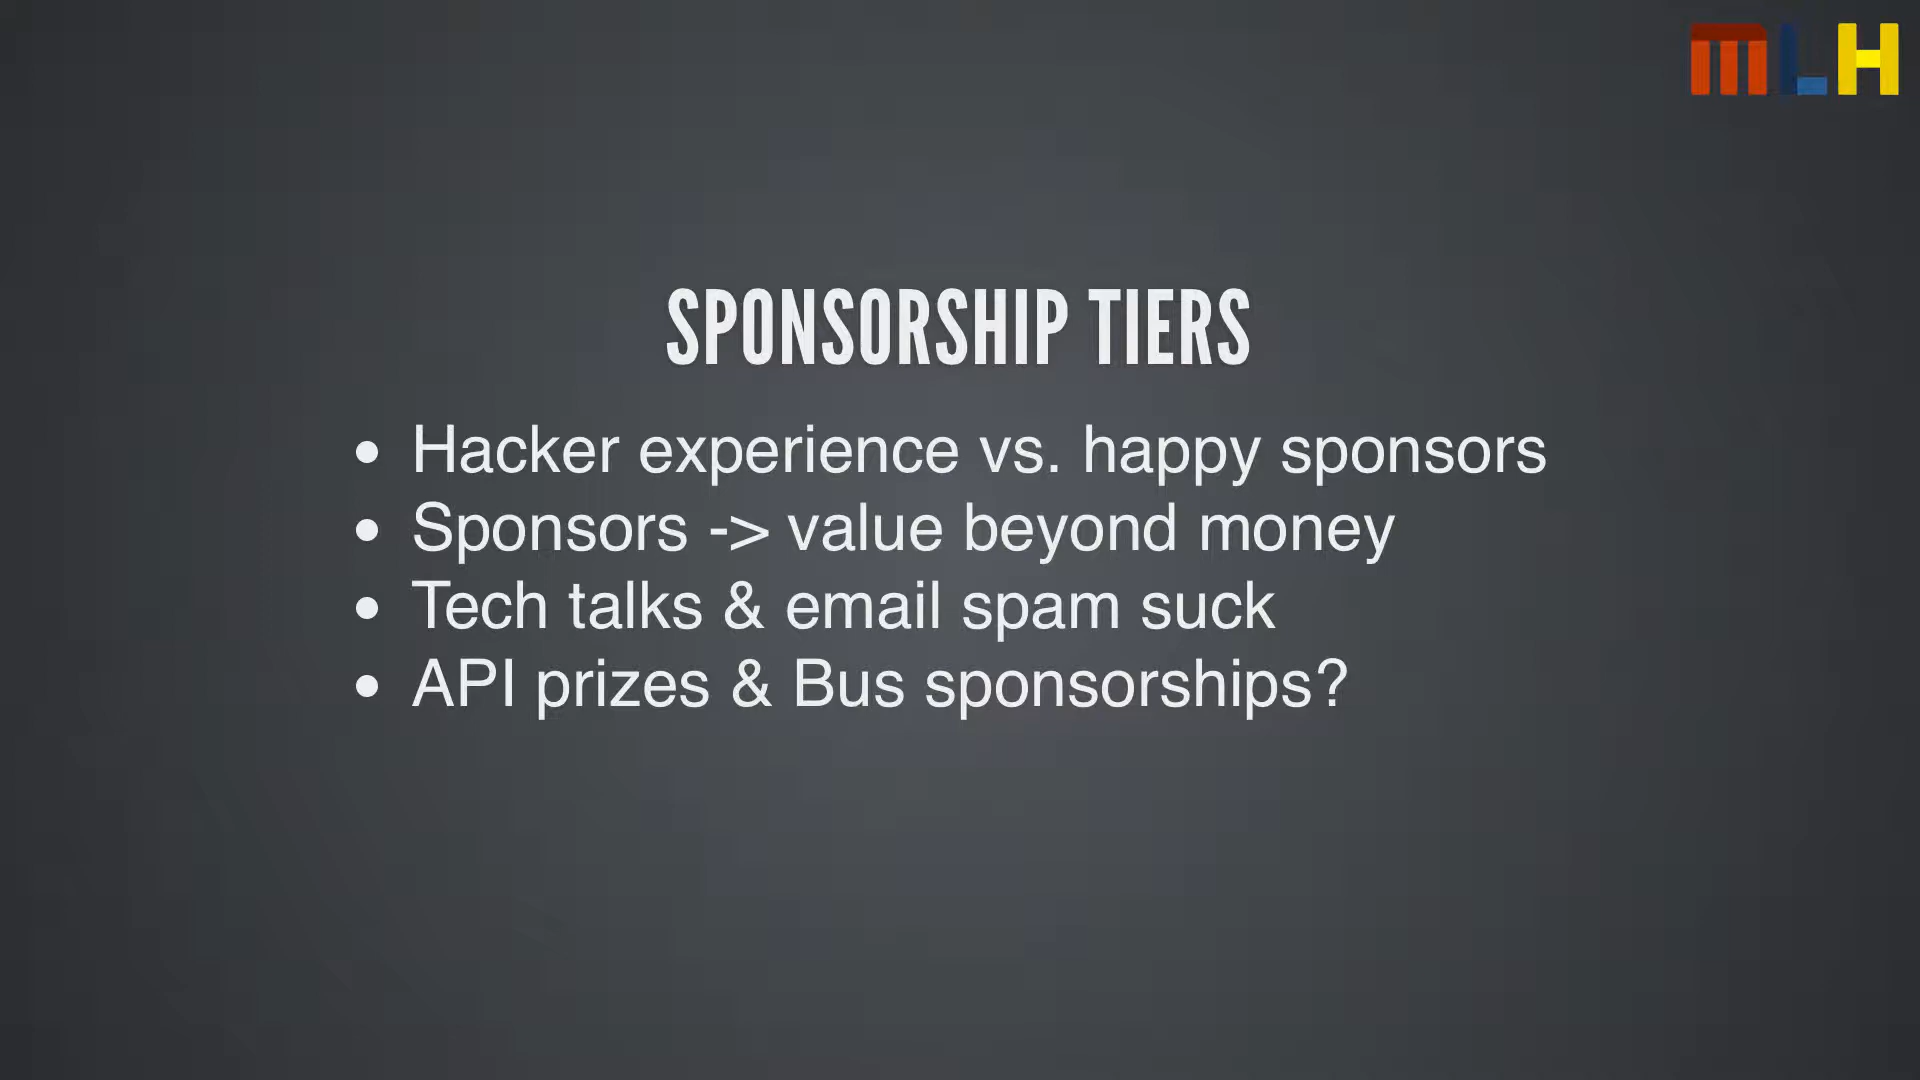 MLH
SPONSORSHIP TIERS
• Hacker experience vs. happy sponsors
• Sponsors -> value beyond money
• Tech talks & email spam suck
• API prizes & Bus sponsorships?